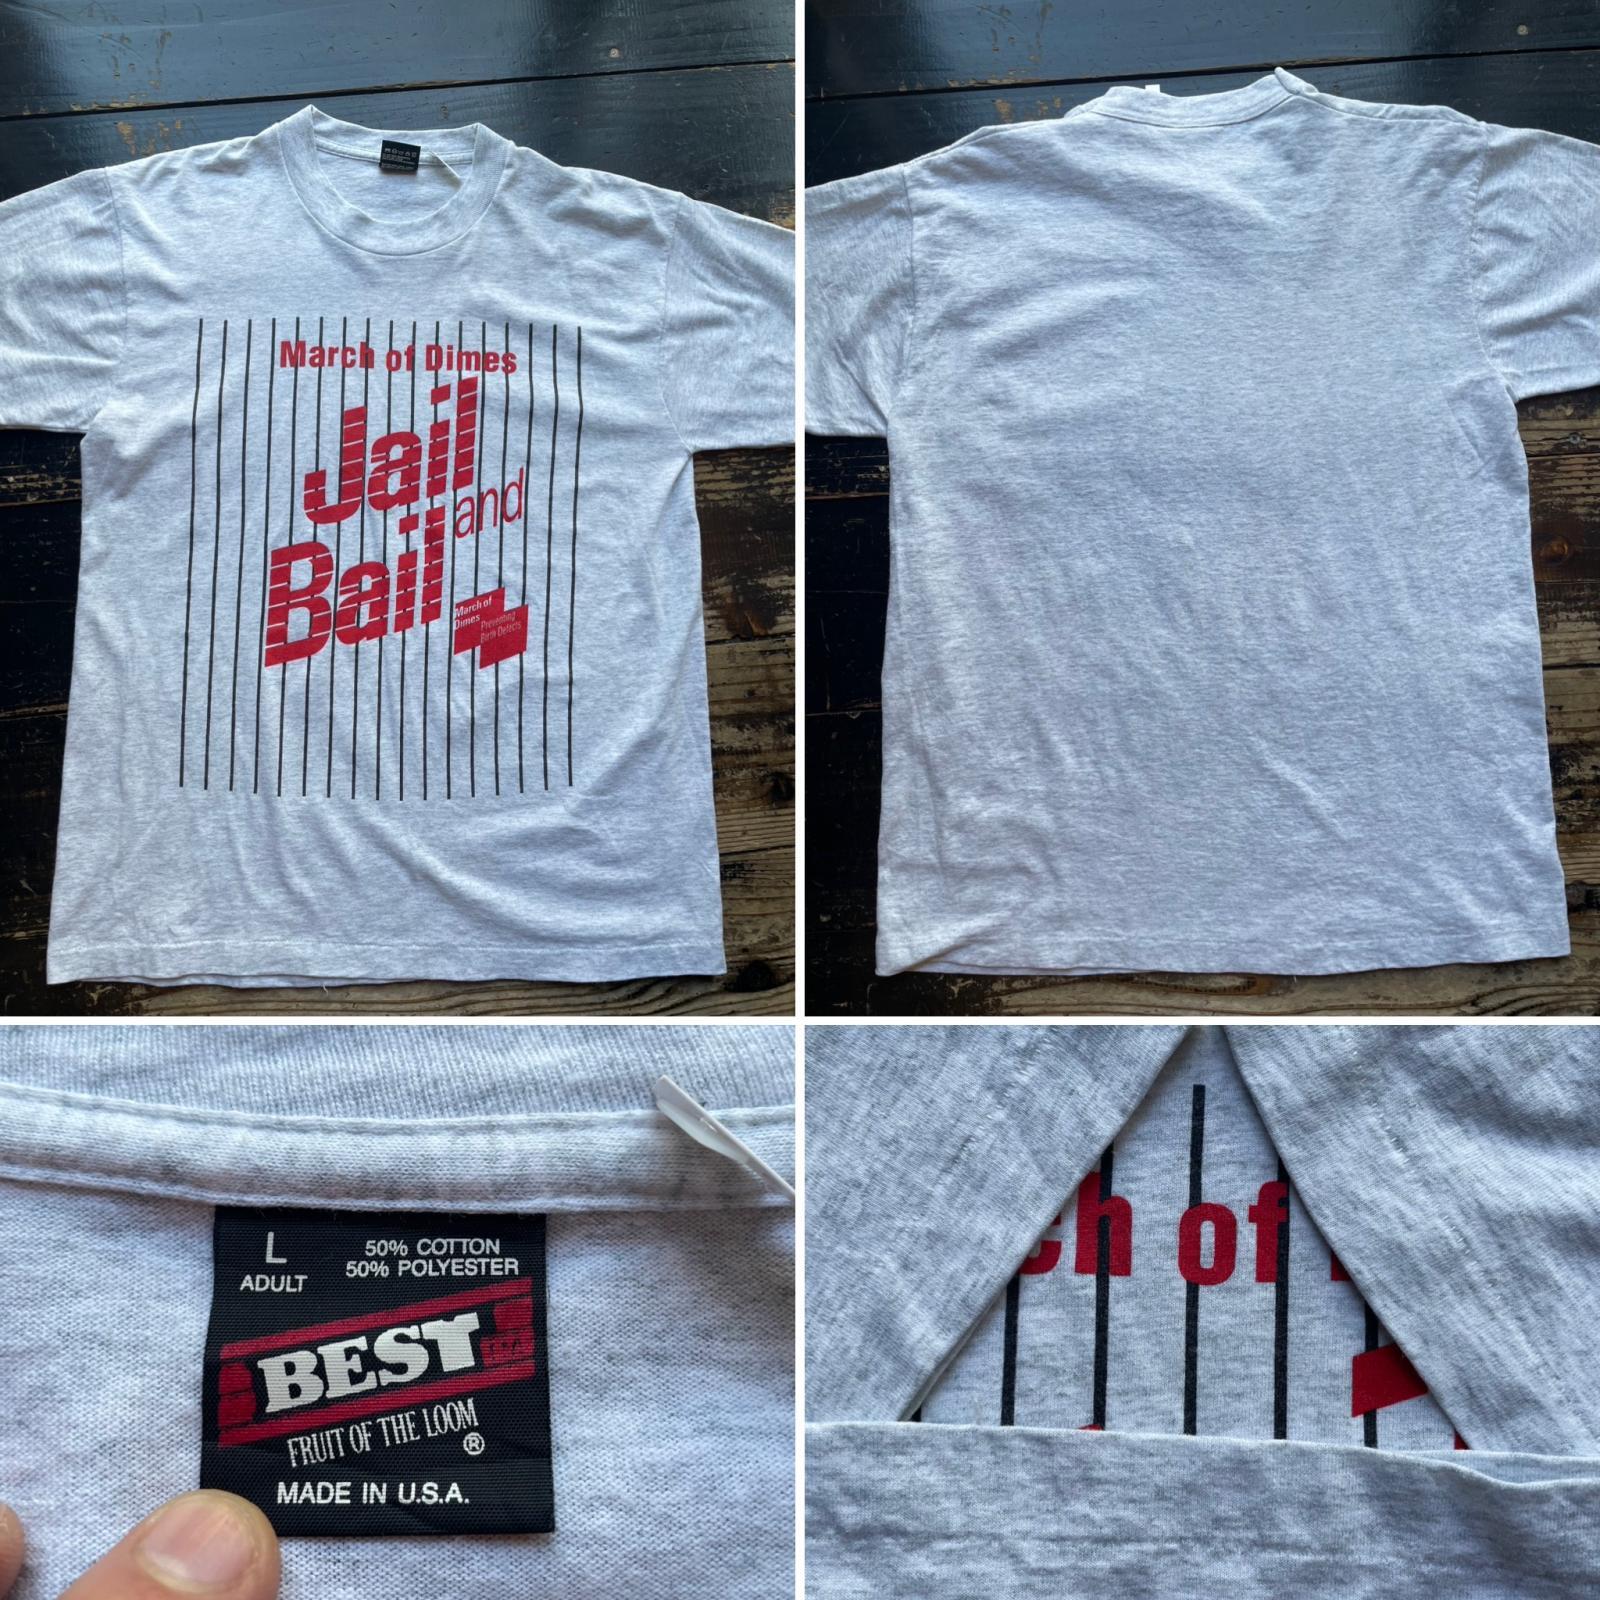 March of Dimes
Jail
and
Bail
March of
Dimes
Preventing
Birth Defects
L
ADULT
50% COTTON
50% POLYESTER
BEST
FRUIT OF THE LOOM
®
MADE IN U.S.A.
ch of